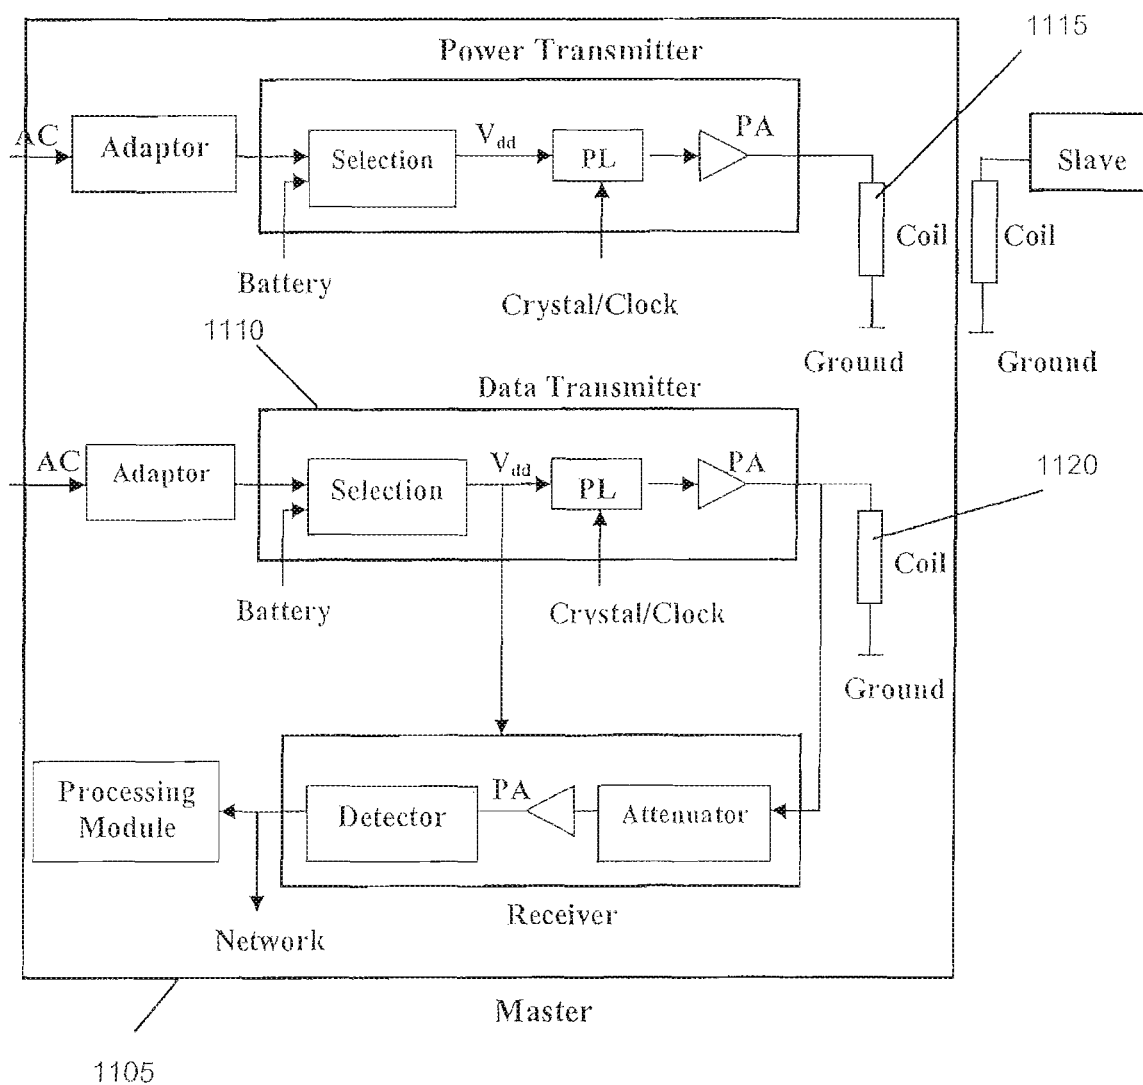 1115
Power Transmitter
AC
Adaptor
Selection
Vdd
PL
PA
Slave
Coil
Coil
Battery
Crystal/Clock
Ground
Ground
1110
Data Transmitter
AC
Adaptor
Selection
Vdd
PL
PA
1120
Coil
Battery
Crystal/Clock
Ground
Processing
Module
Detector
PA
Attenuator
Receiver
Network
Master
1105